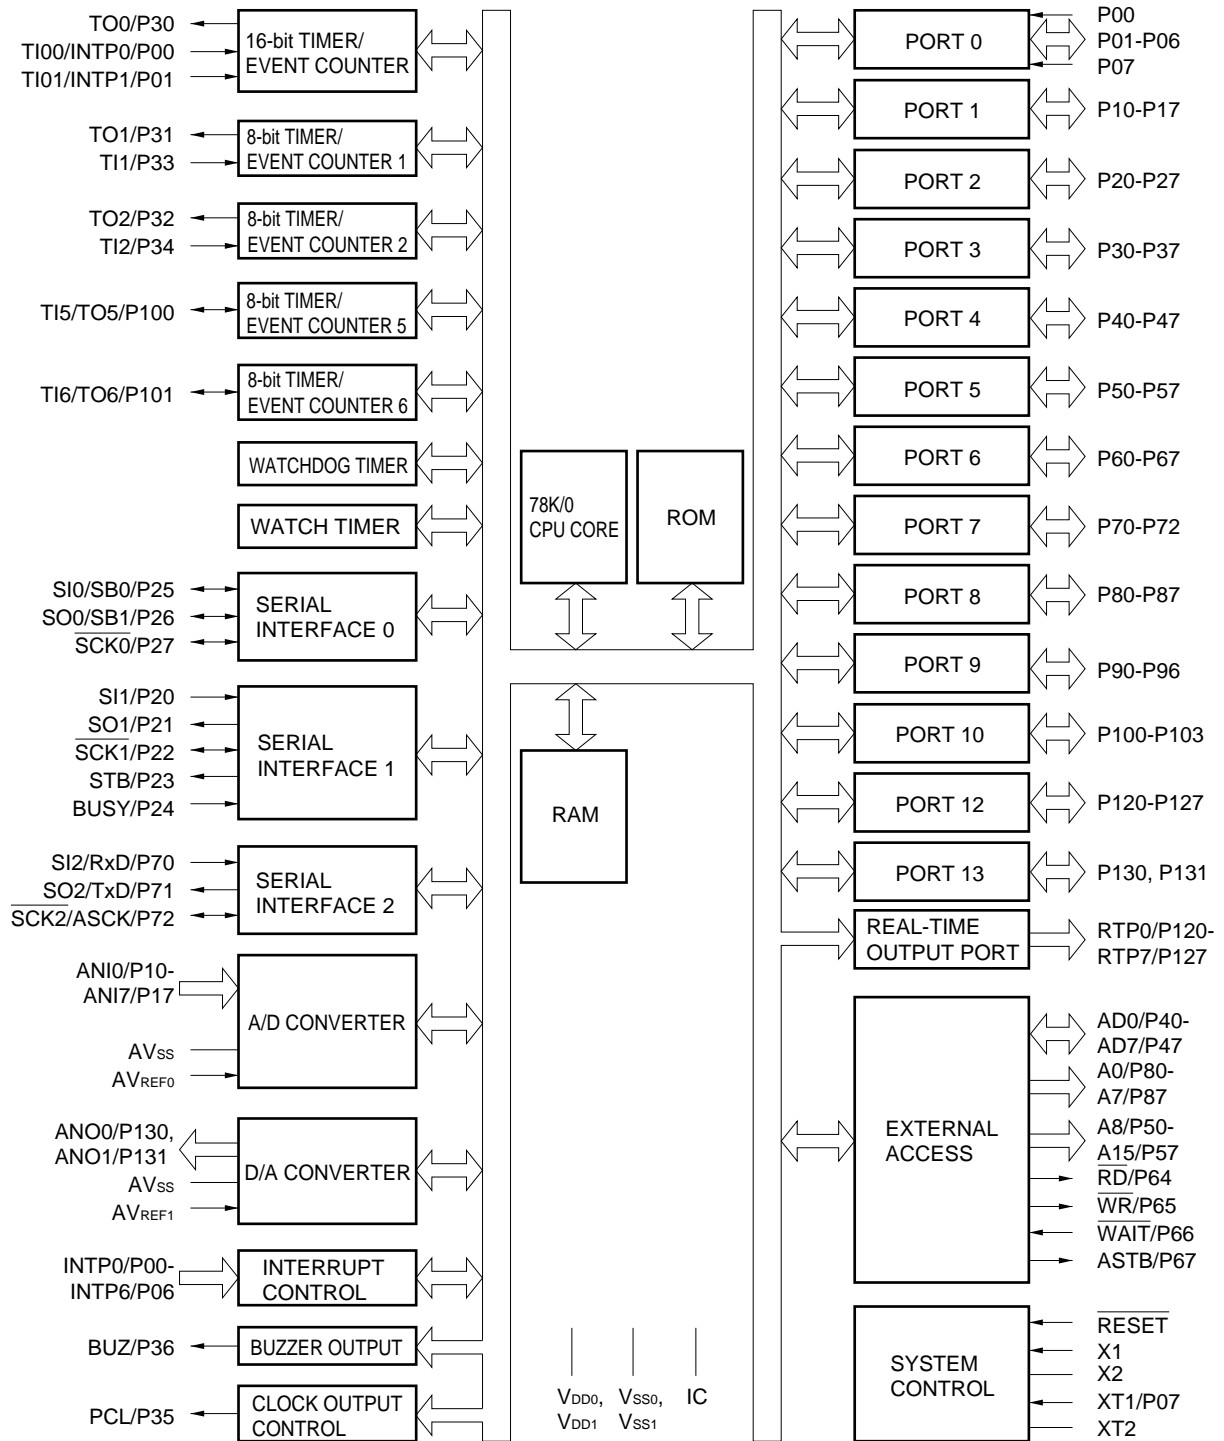 TO0/P30
TI00/INTP0/P00
TI01/INTP1/P01
16-bit TIMER/
EVENT COUNTER
TO1/P31
TI1/P33
8-bit TIMER/
EVENT COUNTER 1
TO2/P32
TI2/P34
8-bit TIMER/
EVENT COUNTER 2
TI5/TO5/P100
8-bit TIMER/
EVENT COUNTER 5
TI6/TO6/P101
8-bit TIMER/
EVENT COUNTER 6
WATCHDOG TIMER
WATCH TIMER
SI0/SB0/P25
SO0/SB1/P26
SCK0/P27
SERIAL
INTERFACE 0
SI1/P20
SO1/P21
SCK1/P22
STB/P23
BUSY/P24
SERIAL
INTERFACE 1
SI2/RxD/P70
SO2/TxD/P71
SCK2/ASCK/P72
SERIAL
INTERFACE 2
ANI0/P10-
ANI7/P17
AVSS
AVREF0
A/D CONVERTER
ANO0/P130,
ANO1/P131
AVSS
AVREF1
D/A CONVERTER
INTP0/P00-
INTP6/P06
INTERRUPT
CONTROL
BUZ/P36
BUZZER OUTPUT
PCL/P35
CLOCK OUTPUT
CONTROL
78K/0
CPU CORE
ROM
RAM
VDD0,
VDD1
VSS0,
VSS1
IC
PORT 0
P00
P01-P06
P07
PORT 1
P10-P17
PORT 2
P20-P27
PORT 3
P30-P37
PORT 4
P40-P47
PORT 5
P50-P57
PORT 6
P60-P67
PORT 7
P70-P72
PORT 8
P80-P87
PORT 9
P90-P96
PORT 10
P100-P103
PORT 12
P120-P127
PORT 13
P130, P131
REAL-TIME
OUTPUT PORT
RTP0/P120-
RTP7/P127
EXTERNAL
ACCESS
AD0/P40-
AD7/P47
A0/P80-
A7/P87
A8/P50-
A15/P57
RD/P64
WR/P65
WAIT/P66
ASTB/P67
SYSTEM
CONTROL
RESET
X1
X2
XT1/P07
XT2